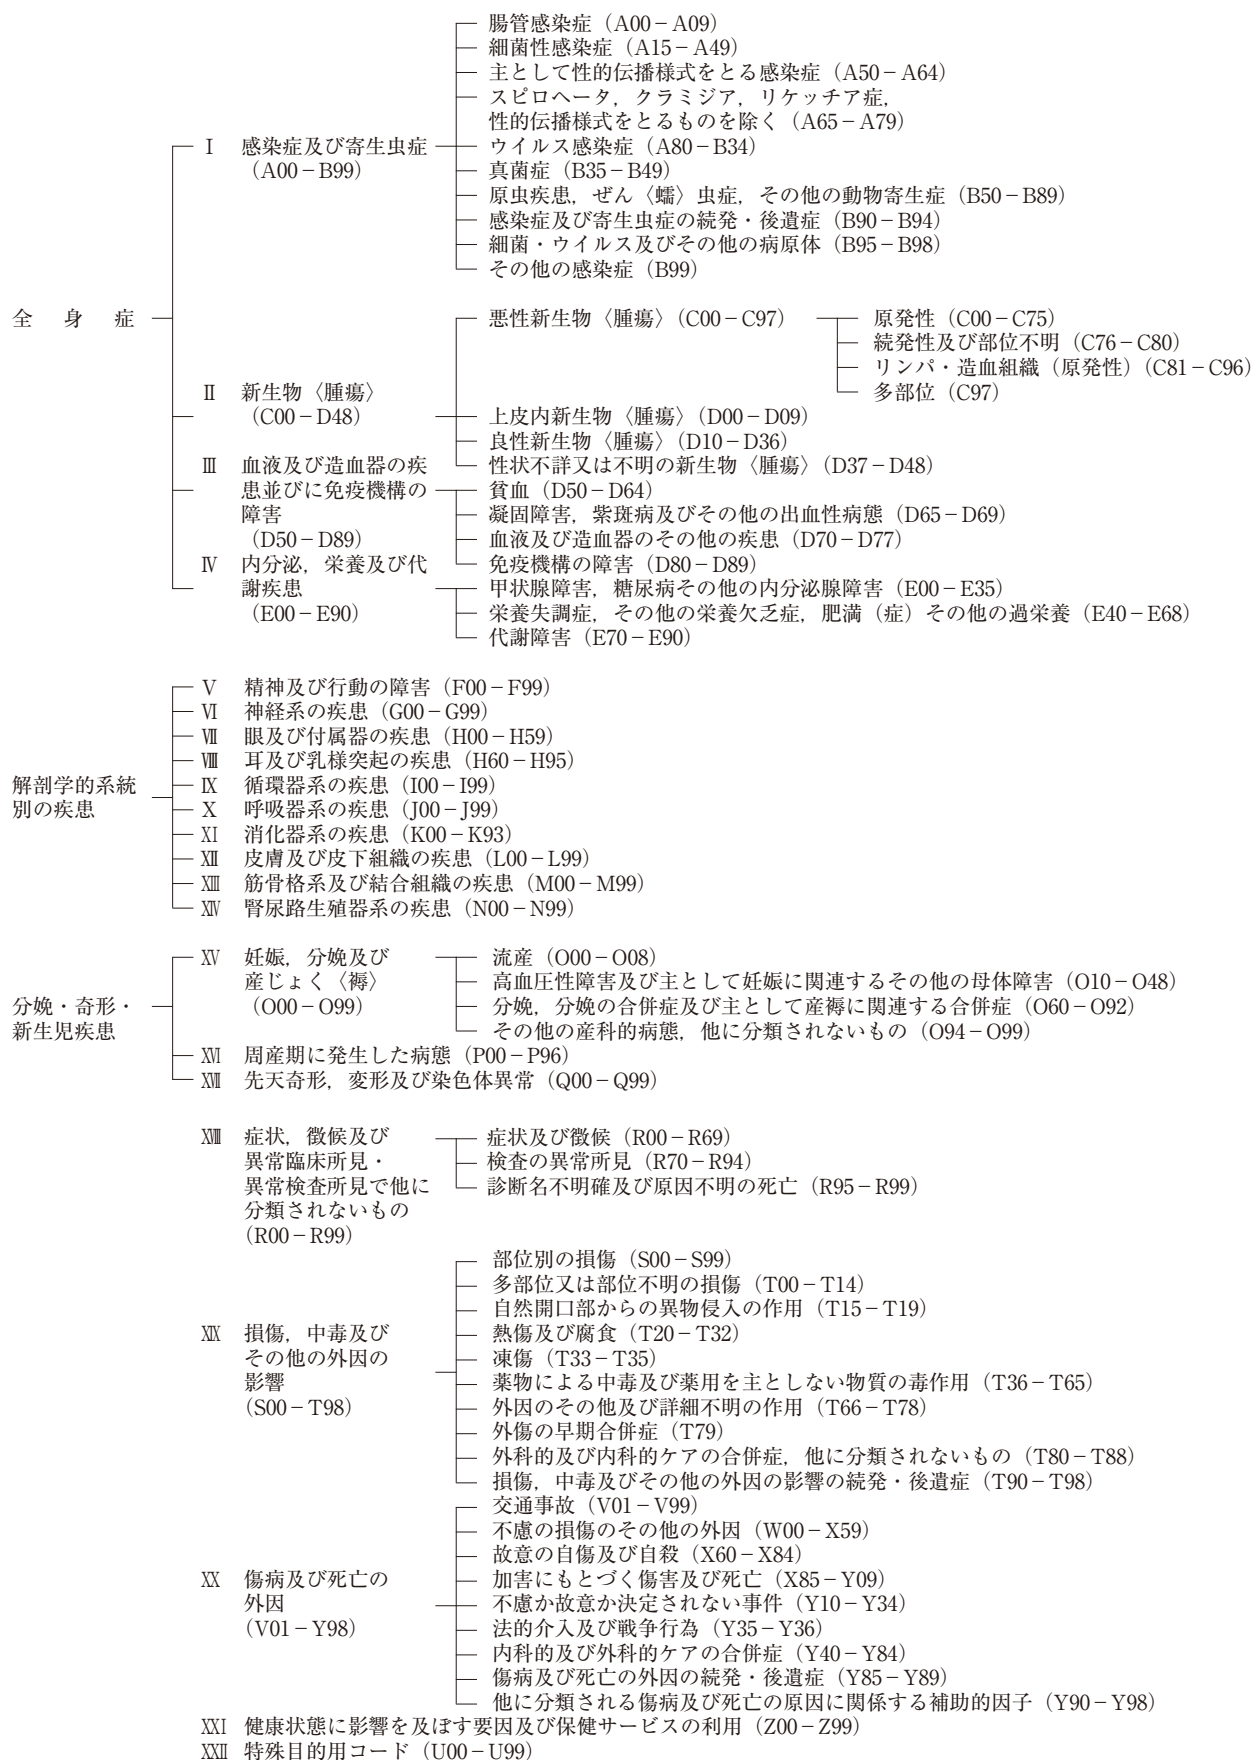 腸管感染症（A00－A09）
細菌性感染症（A15－A49）
主として性的伝播様式をとる感染症（A50－A64）
スピロヘータ，クラミジア，リケッチア症，
性的伝播様式をとるものを除く（A65－A79）
Ⅰ 感染症及び寄生虫症
（A00－B99）
ウイルス感染症（A80－B34）
真菌症（B35－B49）
原虫疾患，ぜん〈蠕〉虫症，その他の動物寄生症（B50－B89）
感染症及び寄生虫症の続発・後遺症（B90－B94）
細菌・ウイルス及びその他の病原体（B95－B98）
その他の感染症（B99）
全身症
悪性新生物〈腫瘍〉（C00－C97）
原発性（C00－C75）
続発性及び部位不明（C76－C80）
リンパ・造血組織（原発性）（C81－C96）
多部位（C97）
Ⅱ 新生物〈腫瘍〉
（C00－D48）
上皮内新生物〈腫瘍〉（D00－D09）
良性新生物〈腫瘍〉（D10－D36）
性状不詳又は不明の新生物〈腫瘍〉（D37－D48）
Ⅲ 血液及び造血器の疾
患並びに免疫機構の
障害
（D50－D89）
貧血（D50－D64）
凝固障害，紫斑病及びその他の出血性病態（D65－D69）
血液及び造血器のその他の疾患（D70－D77）
免疫機構の障害（D80－D89）
Ⅳ 内分泌，栄養及び代
謝疾患
（E00－E90）
甲状腺障害，糖尿病その他の内分泌腺障害（E00－E35）
栄養失調症，その他の栄養欠乏症，肥満（症）その他の過栄養（E40－E68）
代謝障害（E70－E90）
解剖学的系統
別の疾患
Ⅴ 精神及び行動の障害（F00－F99）
Ⅵ 神経系の疾患（G00－G99）
Ⅶ 眼及び付属器の疾患（H00－H59）
Ⅷ 耳及び乳様突起の疾患（H60－H95）
Ⅸ 循環器系の疾患（I00－I99）
Ⅹ 呼吸器系の疾患（J00－J99）
Ⅺ 消化器系の疾患（K00－K93）
Ⅻ 皮膚及び皮下組織の疾患（L00－L99）
XIII 筋骨格系及び結合組織の疾患（M00－M99）
XIV 腎尿路生殖器系の疾患（N00－N99）
分娩・奇形・
新生児疾患
XV 妊娠，分娩及び
産じょく〈褥〉
（O00－O99）
流産（O00－O08）
高血圧性障害及び主として妊娠に関連するその他の母体障害（O10－O48）
分娩，分娩の合併症及び主として産褥に関連する合併症（O60－O92）
その他の産科的病態，他に分類されないもの（O94－O99）
XVI 周産期に発生した病態（P00－P96）
XVII 先天奇形，変形及び染色体異常（Q00－Q99）
XVIII 症状，徴候及び
異常臨床所見・
異常検査所見で他に
分類されないもの
（R00－R99）
症状及び徴候（R00－R69）
検査の異常所見（R70－R94）
診断名不明確及び原因不明の死亡（R95－R99）
XIX 損傷，中毒及び
その他の外因の
影響
（S00－T98）
部位別の損傷（S00－S99）
多部位又は部位不明の損傷（T00－T14）
自然開口部からの異物侵入の作用（T15－T19）
熱傷及び腐食（T20－T32）
凍傷（T33－T35）
薬物による中毒及び薬用を主としない物質の毒作用（T36－T65）
外因のその他及び詳細不明の作用（T66－T78）
外傷の早期合併症（T79）
外科的及び内科的ケアの合併症，他に分類されないもの（T80－T88）
損傷，中毒及びその他の外因の影響の続発・後遺症（T90－T98）
XX 傷病及び死亡の
外因
（V01－Y98）
交通事故（V01－V99）
不慮の損傷のその他の外因（W00－X59）
故意の自傷及び自殺（X60－X84）
加害にもとづく傷害及び死亡（X85－Y09）
不慮か故意か決定されない事件（Y10－Y34）
法的介入及び戦争行為（Y35－Y36）
内科的及び外科的ケアの合併症（Y40－Y84）
傷病及び死亡の外因の続発・後遺症（Y85－Y89）
他に分類される傷病及び死亡の原因に関係する補助的因子（Y90－Y98）
XXI 健康状態に影響を及ぼす要因及び保健サービスの利用（Z00－Z99）
XXII 特殊目的用コード（U00－U99）